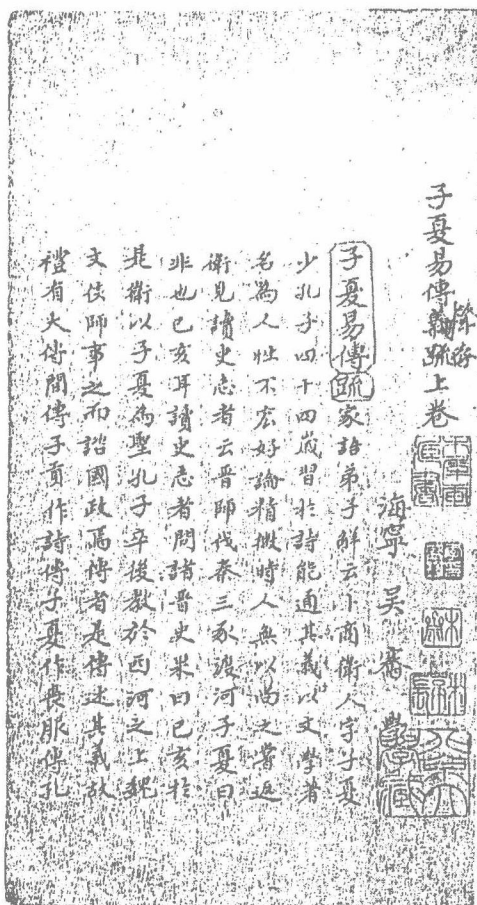 子夏易傳義疏上卷
海寧 吳騫 學
子夏易傳疏家語弟子解云卜商衛人字子夏
少孔子四十四歲習於詩能通其義以文學著
名為人性不宏好論精微時人無以尚之嘗返
衛見讀史志者云晉師伐秦三豕渡河子夏曰
非也己亥耳讀史志者問諸晉史果曰己亥於
是衛以子夏為聖孔子卒後教於西河之上魏
文侯師事之而諮國政焉傳者是傳述其義故
禮有大傳間傳子貢作詩傳子夏作喪服傳孔